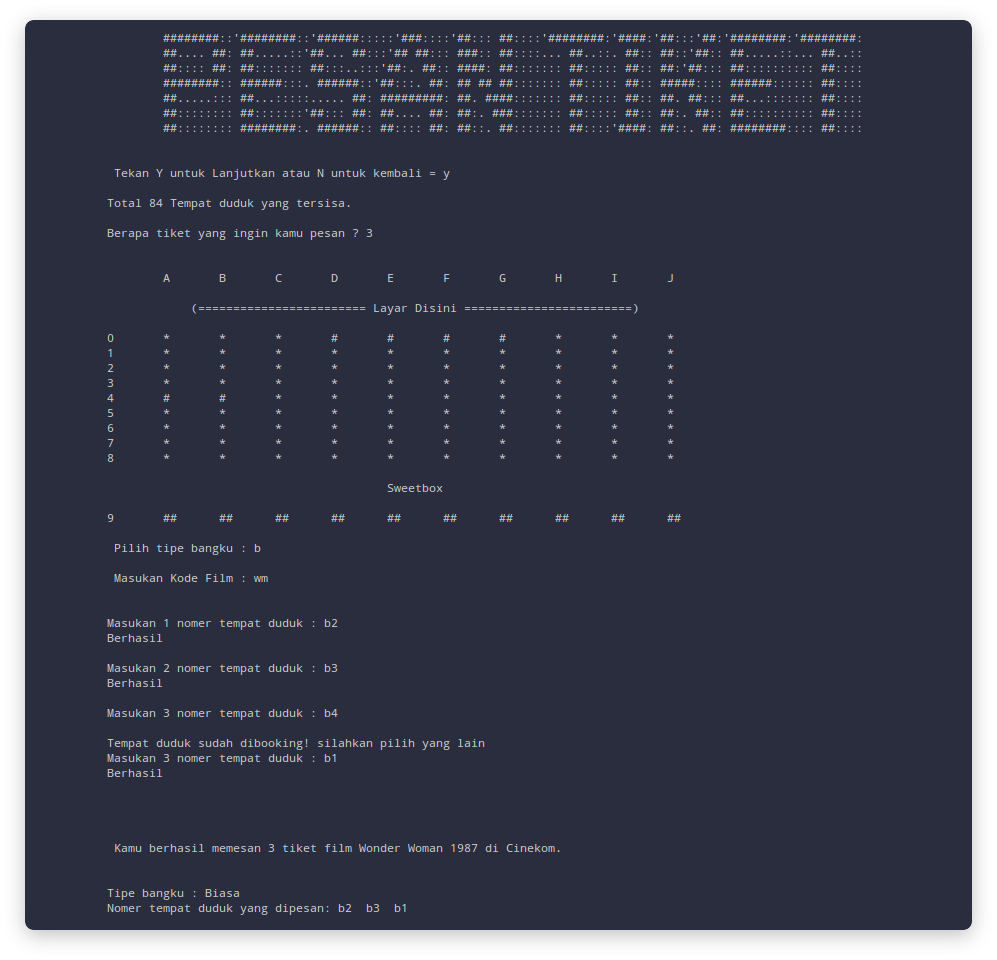 ########::'########::'######:::::'###::::'##::: ##::::'########:'####:'##:::'##:'########:'########:
##.... ##: ##.....::'##... ##:::'## ##::: ###:: ##::::... ##..::. ##:: ##::'##:: ##.....::... ##..::
##:::: ##: ##::::::: ##:::..:::'##:. ##:: ####: ##::::::: ##::::: ##:: ##:'##::: ##:::::::::: ##::::
########:: ######:::. ######::'##:::. ##: ## ## ##::::::: ##::::: ##:: #####:::: ######:::::: ##::::
##.....::: ##...:::::..... ##: #########: ##. ####::::::: ##::::: ##:: ##. ##::: ##...::::::: ##::::
##:::::::: ##:::::::'##::: ##: ##.... ##: ##:. ###::::::: ##::::: ##:: ##:. ##:: ##:::::::::: ##::::
##:::::::: ########:. ######:: ##:::: ##: ##::. ##::::::: ##::::'####: ##::. ##: ########:::: ##::::
Tekan Y untuk Lanjutkan atau N untuk kembali = y
Total 84 Tempat duduk yang tersisa.
Berapa tiket yang ingin kamu pesan ? 3
A B C D E F G H I J
(======================== Layar Disini ========================)
0 * * * # # # # * * *
1 * * * * * * * * * *
2 * * * * * * * * * *
3 * * * * * * * * * *
4 # # * * * * * * * *
5 * * * * * * * * * *
6 * * * * * * * * * *
7 * * * * * * * * * *
8 * * * * * * * * * *
Sweetbox
9 ## ## ## ## ## ## ## ## ## ##
Pilih tipe bangku : b
Masukan Kode Film : wm
Masukan 1 nomer tempat duduk : b2
Berhasil
Masukan 2 nomer tempat duduk : b3
Berhasil
Masukan 3 nomer tempat duduk : b4
Tempat duduk sudah dibooking! silahkan pilih yang lain
Masukan 3 nomer tempat duduk : b1
Berhasil
Kamu berhasil memesan 3 tiket film Wonder Woman 1987 di Cinekom.
Tipe bangku : Biasa
Nomer tempat duduk yang dipesan: b2 b3 b1